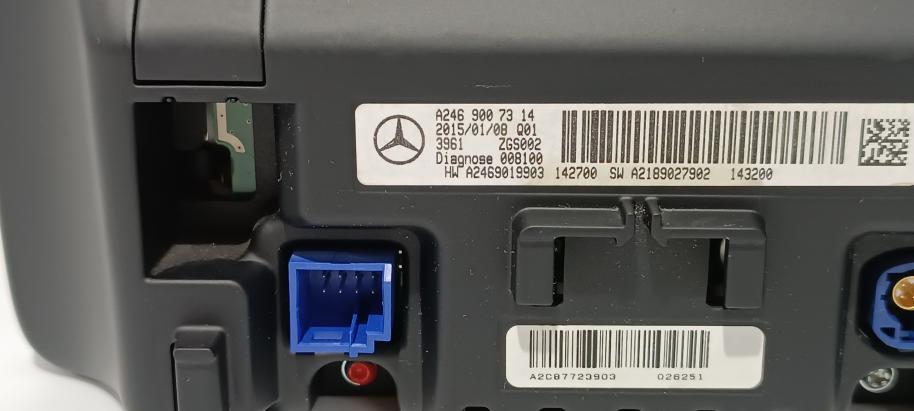 A246 900 73 14
2015/01/08 Q01
3961 ZGS002
Diagnose 008100
HW A2469019903 142700 SW A2189027902 143200
A2C87723903 026251